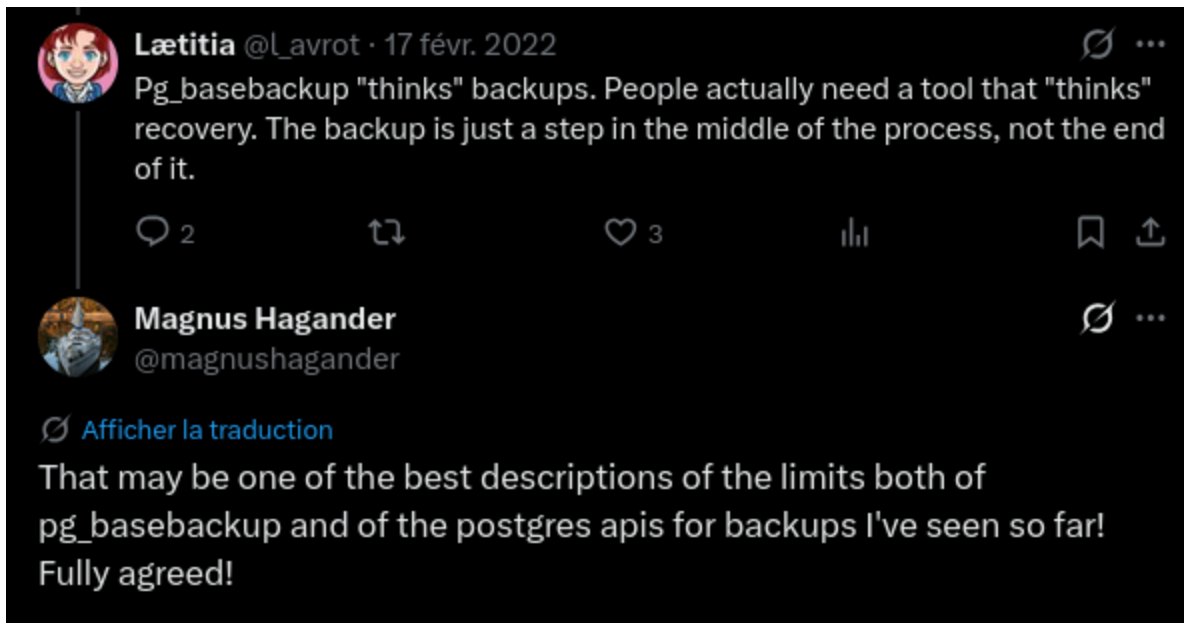 Lætitia @l_avrot · 17 févr. 2022
Pg_basebackup "thinks" backups. People actually need a tool that "thinks"
recovery. The backup is just a step in the middle of the process, not the end
of it.
2 3
Magnus Hagander
@magnushagander
Afficher la traduction
That may be one of the best descriptions of the limits both of
pg_basebackup and of the postgres apis for backups I've seen so far!
Fully agreed!